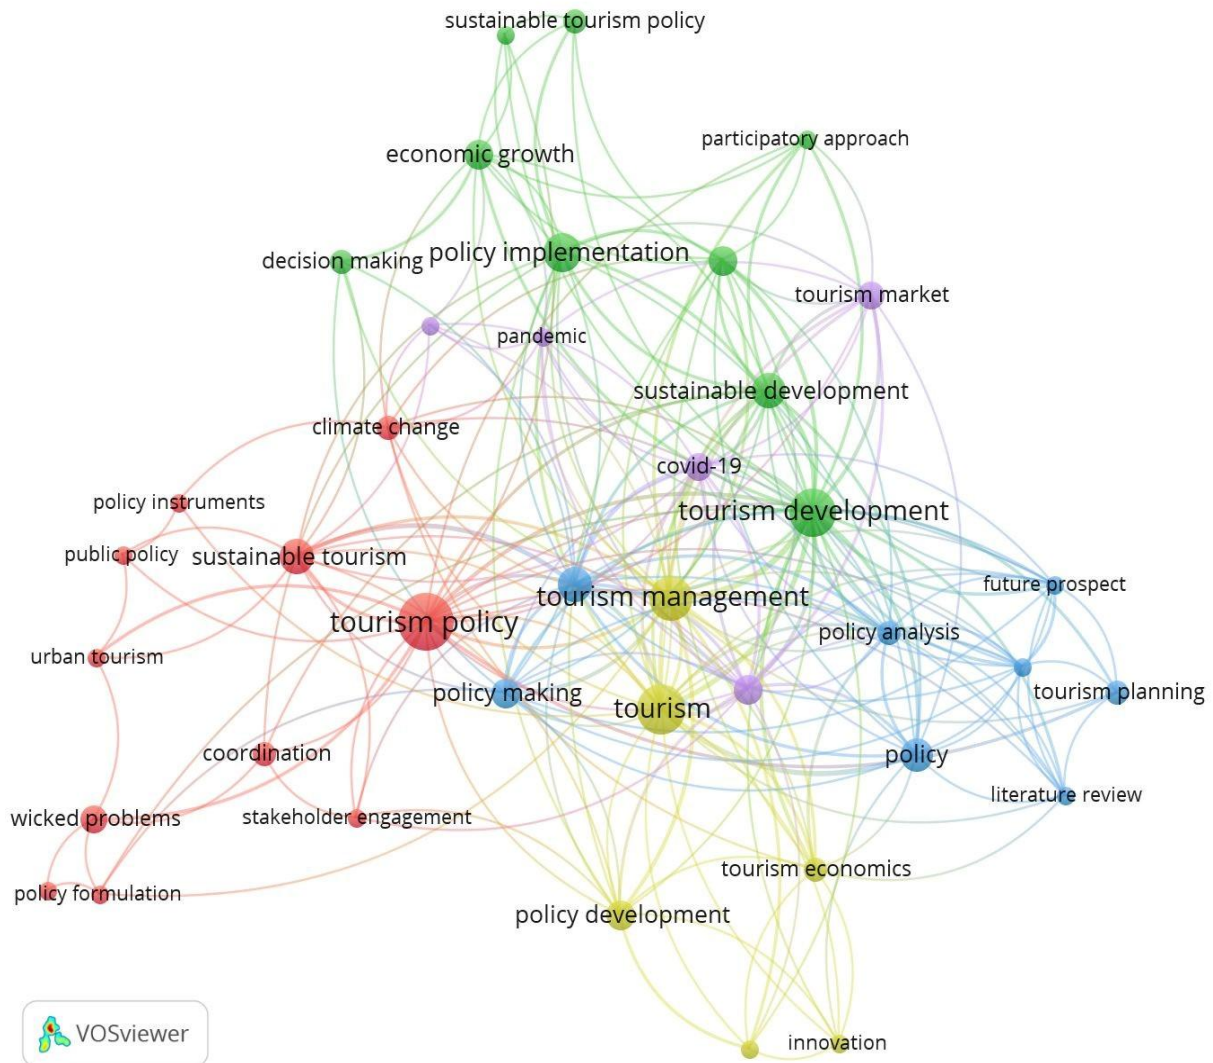 sustainable tourism policy
participatory approach
economic growth
policy implementation
decision making
tourism market
pandemic
sustainable development
climate change
covid-19
policy instruments
tourism development
public policy
sustainable tourism
future prospect
tourism management
tourism policy
policy analysis
urban tourism
policy making
tourism planning
tourism
coordination
policy
literature review
wicked problems
stakeholder engagement
tourism economics
policy formulation
policy development
VOSviewer
innovation